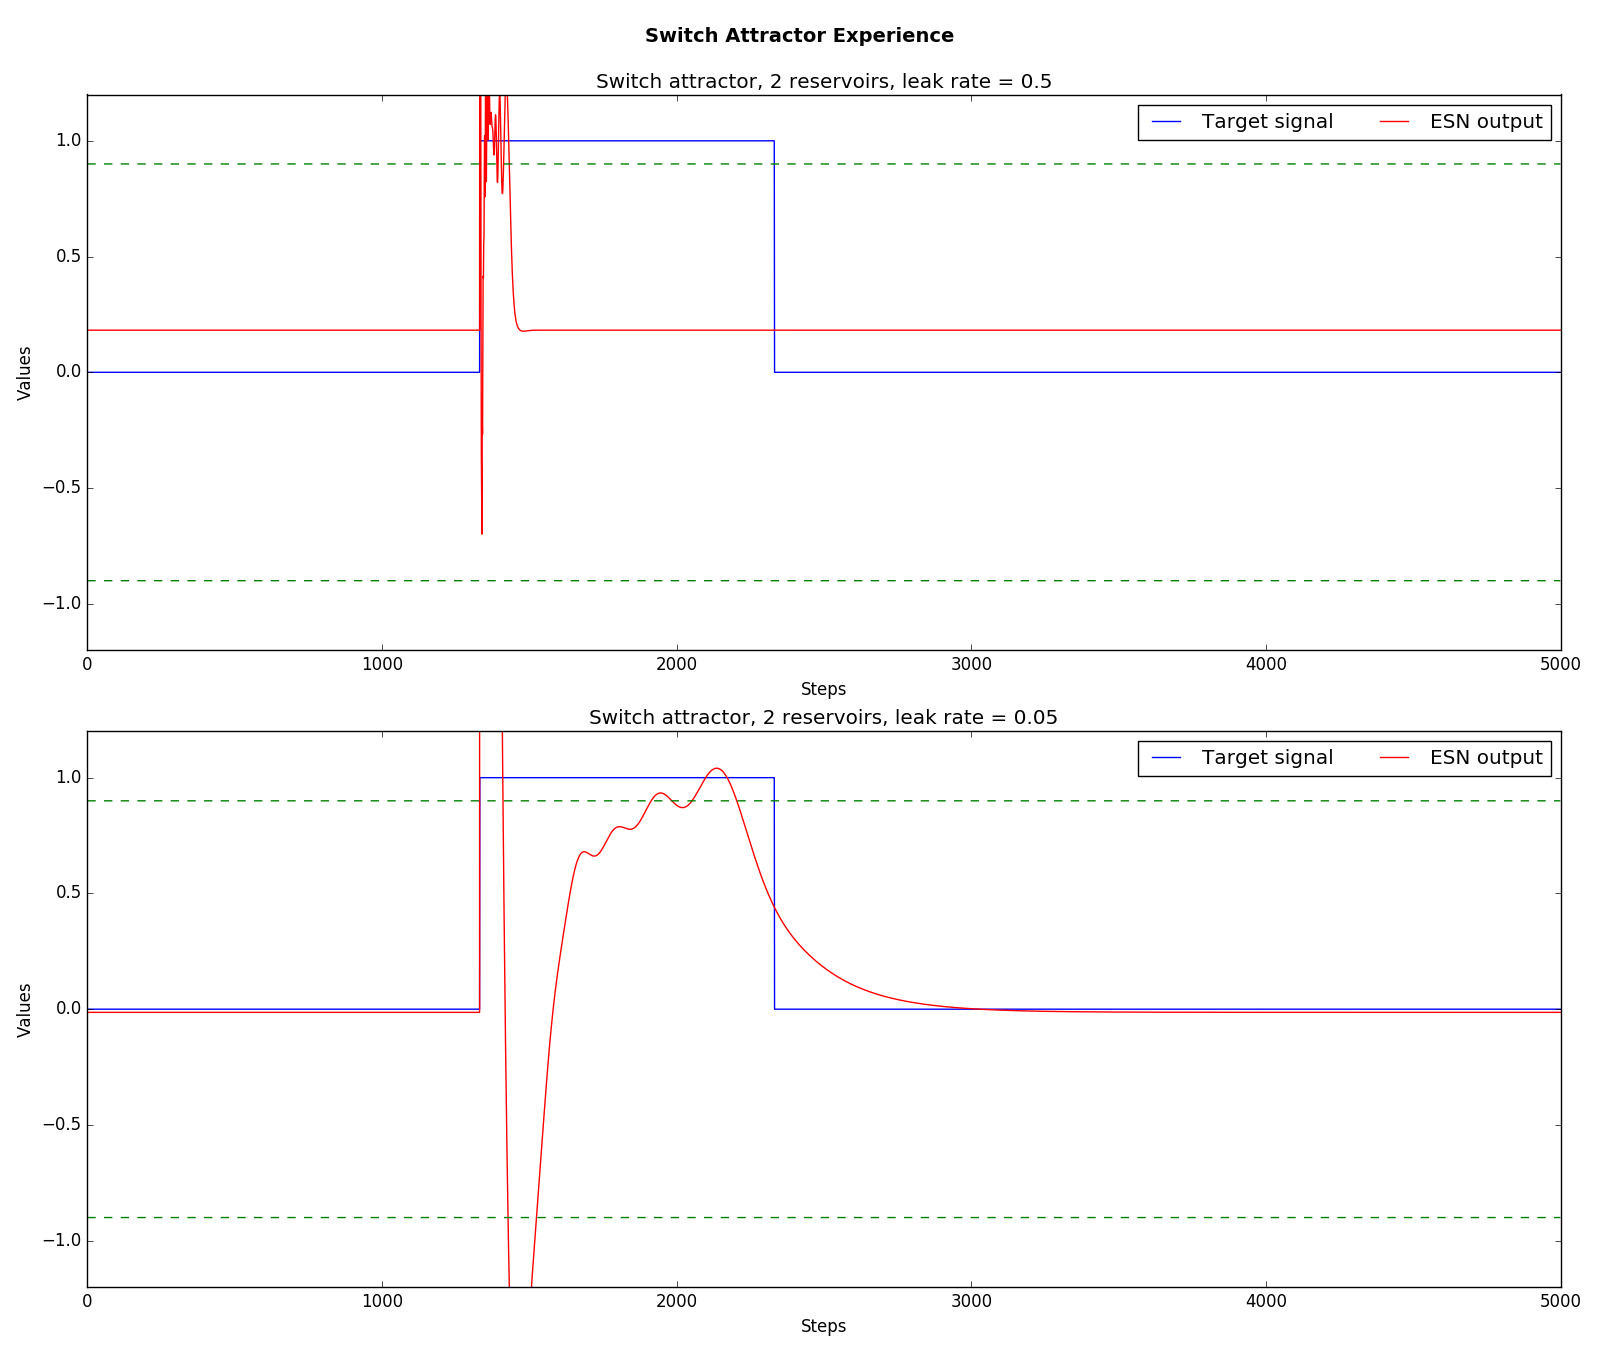 Switch Attractor Experience
Switch attractor, 2 reservoirs, leak rate = 0.5
Target signal ESN output
1.0
0.5
0.0
−0.5
−1.0
Values
0 1000 2000 3000 4000 5000
Steps
Switch attractor, 2 reservoirs, leak rate = 0.05
Target signal ESN output
1.0
0.5
0.0
−0.5
−1.0
Values
0 1000 2000 3000 4000 5000
Steps